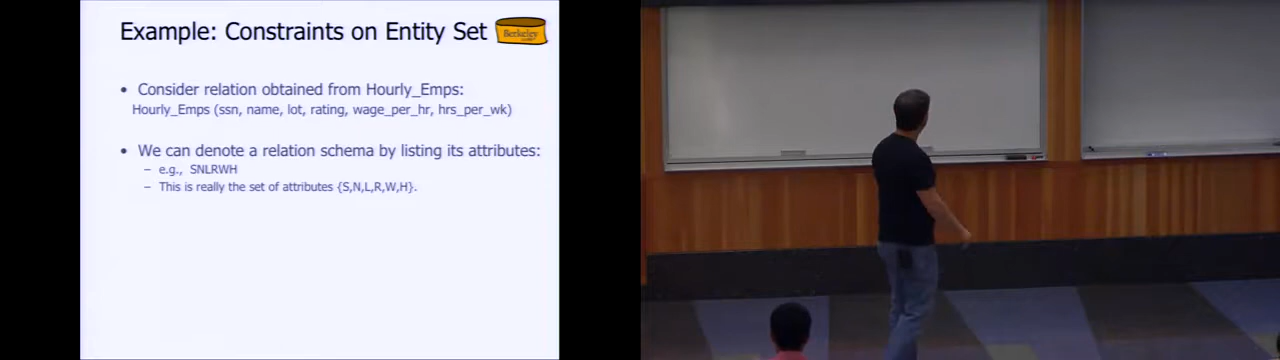 Example: Constraints on Entity Set
Berkeley
• Consider relation obtained from Hourly_Emps:
Hourly_Emps (ssn, name, lot, rating, wage_per_hr, hrs_per_wk)
• We can denote a relation schema by listing its attributes:
– e.g., SNLRWH
– This is really the set of attributes {S,N,L,R,W,H}.